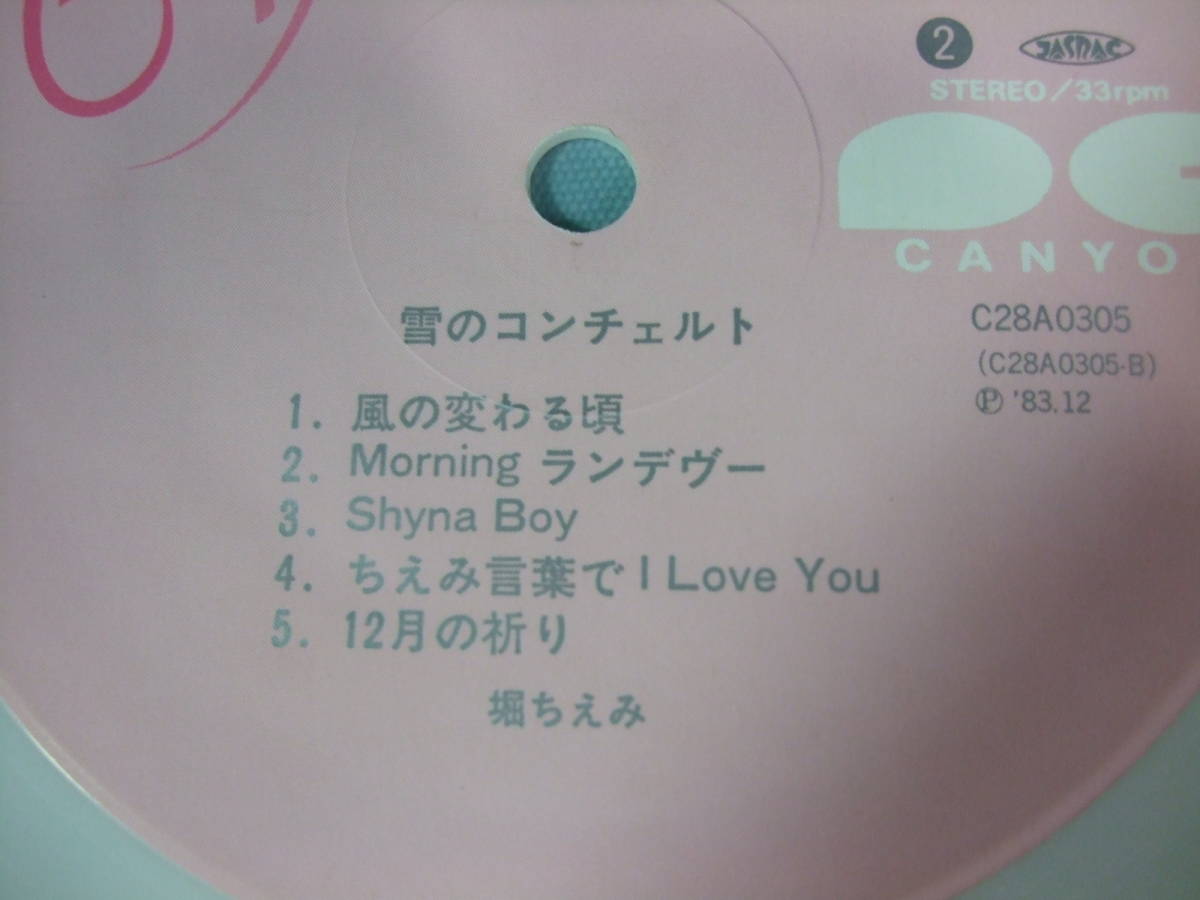 2 JASRAC
STEREO/33rpm
CANYO
雪のコンチェルト
C28A0305
(C28A0305-B)
Ⓟ '83.12
1. 風の変わる頃
2. Morning ランデヴー
3. Shyna Boy
4. ちえみ言葉で I Love You
5. 12月の祈り
堀ちえみ